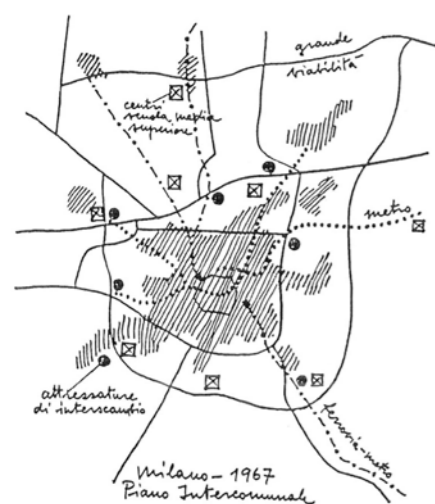 grande
viabilità
centri
scuola media
superiore
metro
attrezzature
di interscambio
ferrovia-metro
Milano - 1967
Piano Intercomunale